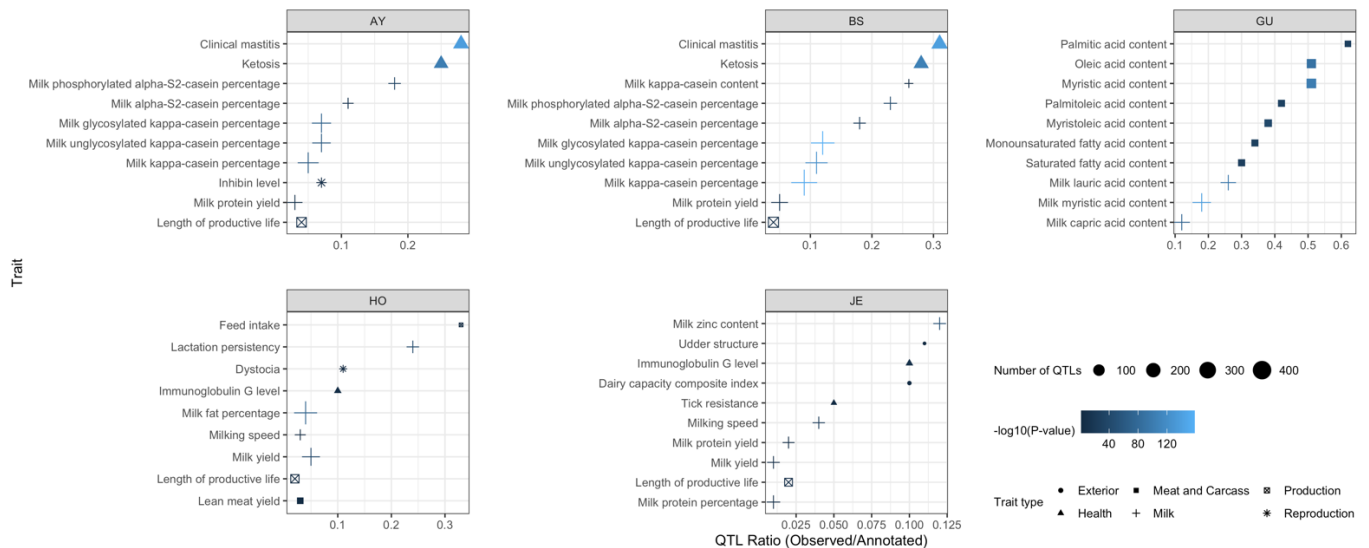 AY
Clinical mastitis
Ketosis
Milk phosphorylated alpha-S2-casein percentage
Milk alpha-S2-casein percentage
Milk glycosylated kappa-casein percentage
Milk unglycosylated kappa-casein percentage
Milk kappa-casein percentage
Inhibin level
Milk protein yield
Length of productive life
0.1 0.2
BS
Clinical mastitis
Ketosis
Milk kappa-casein content
Milk phosphorylated alpha-S2-casein percentage
Milk alpha-S2-casein percentage
Milk glycosylated kappa-casein percentage
Milk unglycosylated kappa-casein percentage
Milk kappa-casein percentage
Milk protein yield
Length of productive life
0.1 0.2 0.3
GU
Palmitic acid content
Oleic acid content
Myristic acid content
Palmitoleic acid content
Myristoleic acid content
Monounsaturated fatty acid content
Saturated fatty acid content
Milk lauric acid content
Milk myristic acid content
Milk capric acid content
0.1 0.2 0.3 0.4 0.5 0.6
Trait
HO
Feed intake
Lactation persistency
Dystocia
Immunoglobulin G level
Milk fat percentage
Milking speed
Milk yield
Length of productive life
Lean meat yield
0.1 0.2 0.3
JE
Milk zinc content
Udder structure
Immunoglobulin G level
Dairy capacity composite index
Tick resistance
Milking speed
Milk protein yield
Milk yield
Length of productive life
Milk protein percentage
0.025 0.050 0.075 0.100 0.125
QTL Ratio (Observed/Annotated)
Number of QTLs 100 200 300 400
-log10(P-value)
40 80 120
Trait type
Exterior Meat and Carcass Production
Health Milk Reproduction